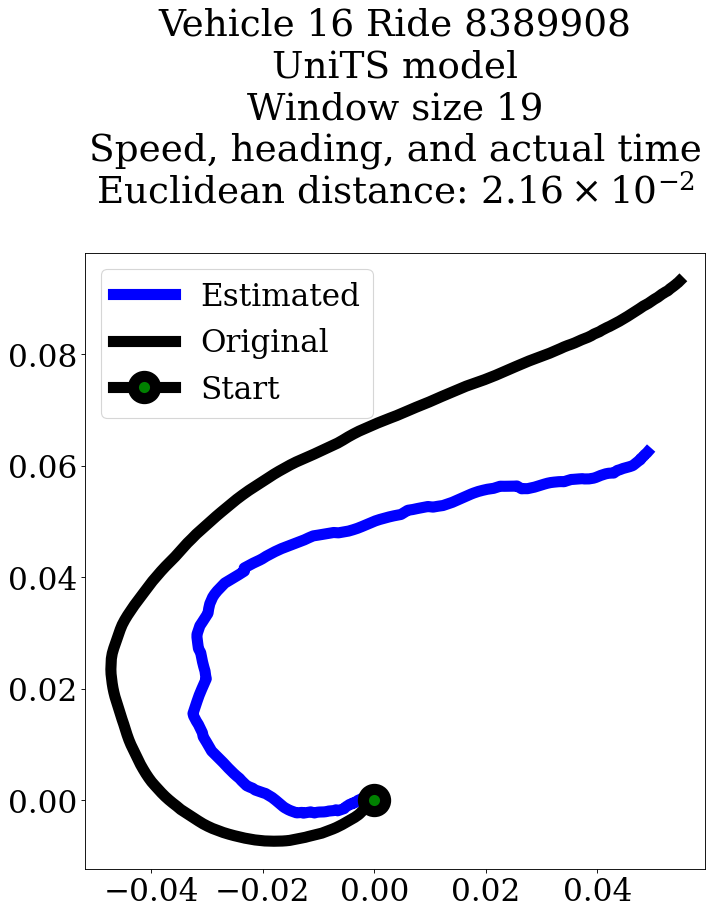 Vehicle 16 Ride 8389908
UniTS model
Window size 19
Speed, heading, and actual time
Euclidean distance: 2.16 × 10⁻²
Estimated
Original
Start
0.08
0.06
0.04
0.02
0.00
−0.04 −0.02 0.00 0.02 0.04